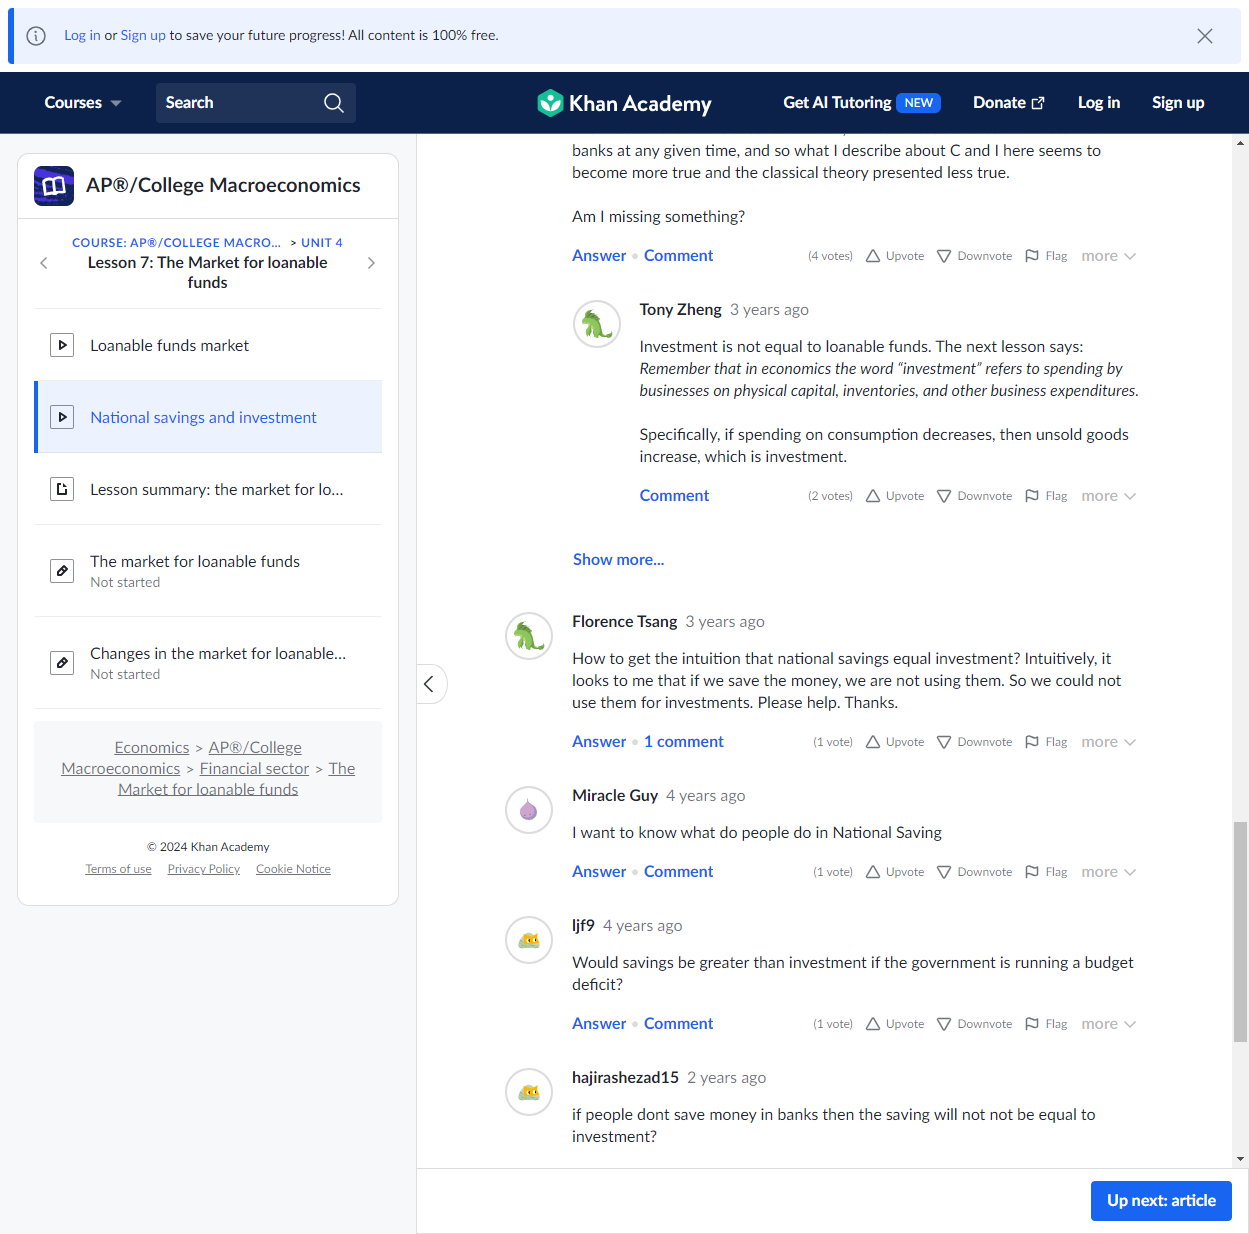 Log in or Sign up to save your future progress! All content is 100% free.
Courses
Search
Khan Academy
Get AI Tutoring NEW
Donate
Log in
Sign up
AP®/College Macroeconomics
COURSE: AP®/COLLEGE MACRO... > UNIT 4
Lesson 7: The Market for loanable
funds
Loanable funds market
National savings and investment
Lesson summary: the market for lo...
The market for loanable funds
Not started
Changes in the market for loanable...
Not started
Economics > AP®/College
Macroeconomics > Financial sector > The
Market for loanable funds
© 2024 Khan Academy
Terms of use Privacy Policy Cookie Notice
banks at any given time, and so what I describe about C and I here seems to
become more true and the classical theory presented less true.
Am I missing something?
Answer • Comment (4 votes) Upvote Downvote Flag more
Tony Zheng 3 years ago
Investment is not equal to loanable funds. The next lesson says:
Remember that in economics the word “investment” refers to spending by
businesses on physical capital, inventories, and other business expenditures.
Specifically, if spending on consumption decreases, then unsold goods
increase, which is investment.
Comment (2 votes) Upvote Downvote Flag more
Show more...
Florence Tsang 3 years ago
How to get the intuition that national savings equal investment? Intuitively, it
looks to me that if we save the money, we are not using them. So we could not
use them for investments. Please help. Thanks.
Answer • 1 comment (1 vote) Upvote Downvote Flag more
Miracle Guy 4 years ago
I want to know what do people do in National Saving
Answer • Comment (1 vote) Upvote Downvote Flag more
ljf9 4 years ago
Would savings be greater than investment if the government is running a budget
deficit?
Answer • Comment (1 vote) Upvote Downvote Flag more
hajirashezad15 2 years ago
if people dont save money in banks then the saving will not not be equal to
investment?
Up next: article